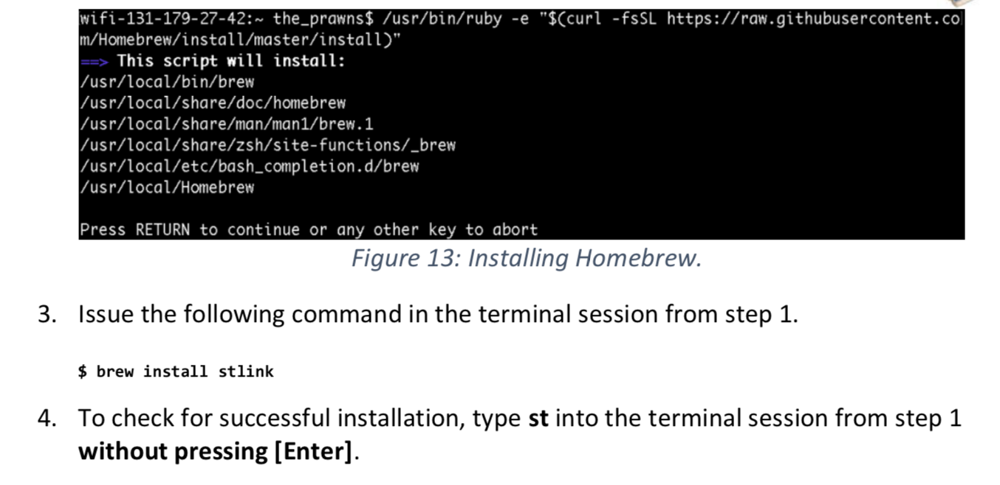 wifi-131-179-27-42:~ the_prawns$ /usr/bin/ruby -e "$(curl -fsSL https://raw.githubusercontent.co
m/Homebrew/install/master/install)"
==> This script will install:
/usr/local/bin/brew
/usr/local/share/doc/homebrew
/usr/local/share/man/man1/brew.1
/usr/local/share/zsh/site-functions/_brew
/usr/local/etc/bash_completion.d/brew
/usr/local/Homebrew
Press RETURN to continue or any other key to abort
Figure 13: Installing Homebrew.
3. Issue the following command in the terminal session from step 1.
$ brew install stlink
4. To check for successful installation, type st into the terminal session from step 1
without pressing [Enter].